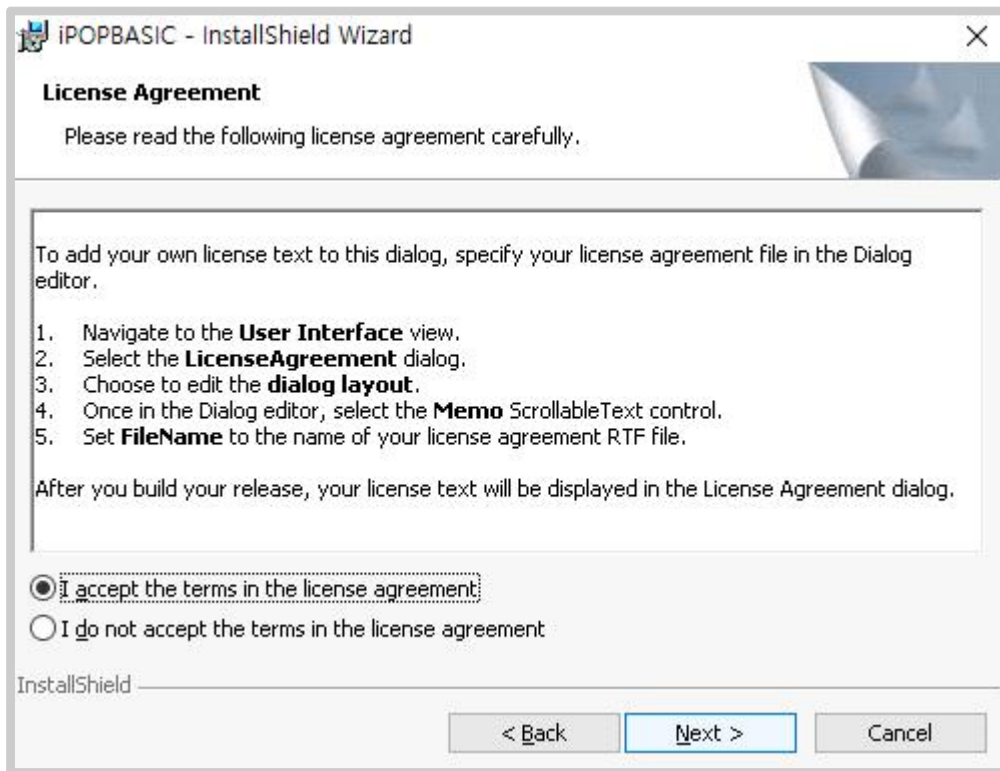 iPOPBASIC - InstallShield Wizard
License Agreement
Please read the following license agreement carefully.
To add your own license text to this dialog, specify your license agreement file in the Dialog
editor.
1. Navigate to the User Interface view.
2. Select the LicenseAgreement dialog.
3. Choose to edit the dialog layout.
4. Once in the Dialog editor, select the Memo ScrollableText control.
5. Set FileName to the name of your license agreement RTF file.
After you build your release, your license text will be displayed in the License Agreement dialog.
I accept the terms in the license agreement
I do not accept the terms in the license agreement
InstallShield
< Back Next > Cancel